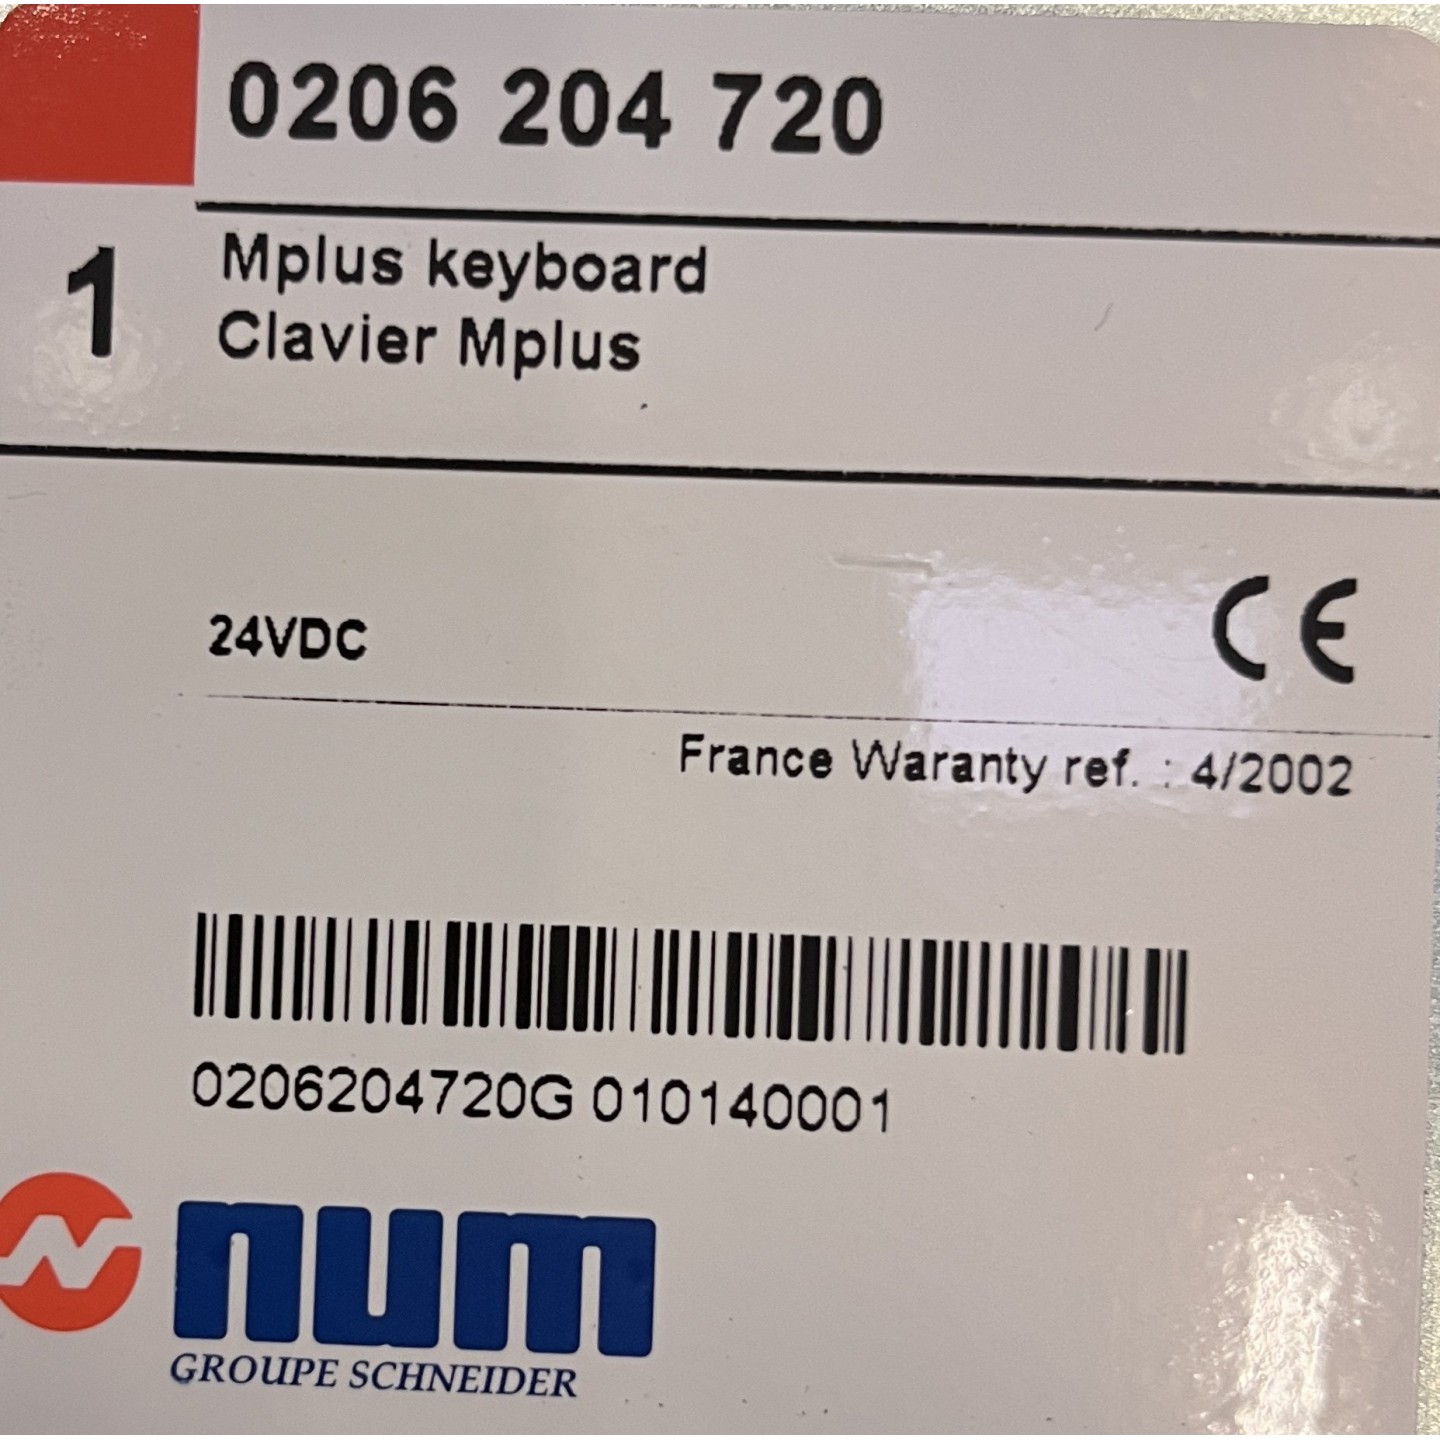 0206 204 720
1
Mplus keyboard
Clavier Mplus
24VDC
CE
France Waranty ref. : 4/2002
0206204720G 010140001
num
GROUPE SCHNEIDER